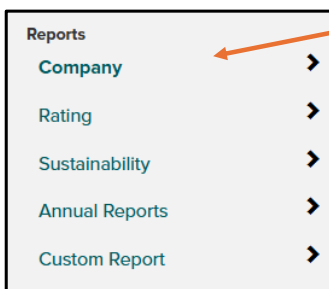 Reports
Company
Rating
Sustainability
Annual Reports
Custom Report